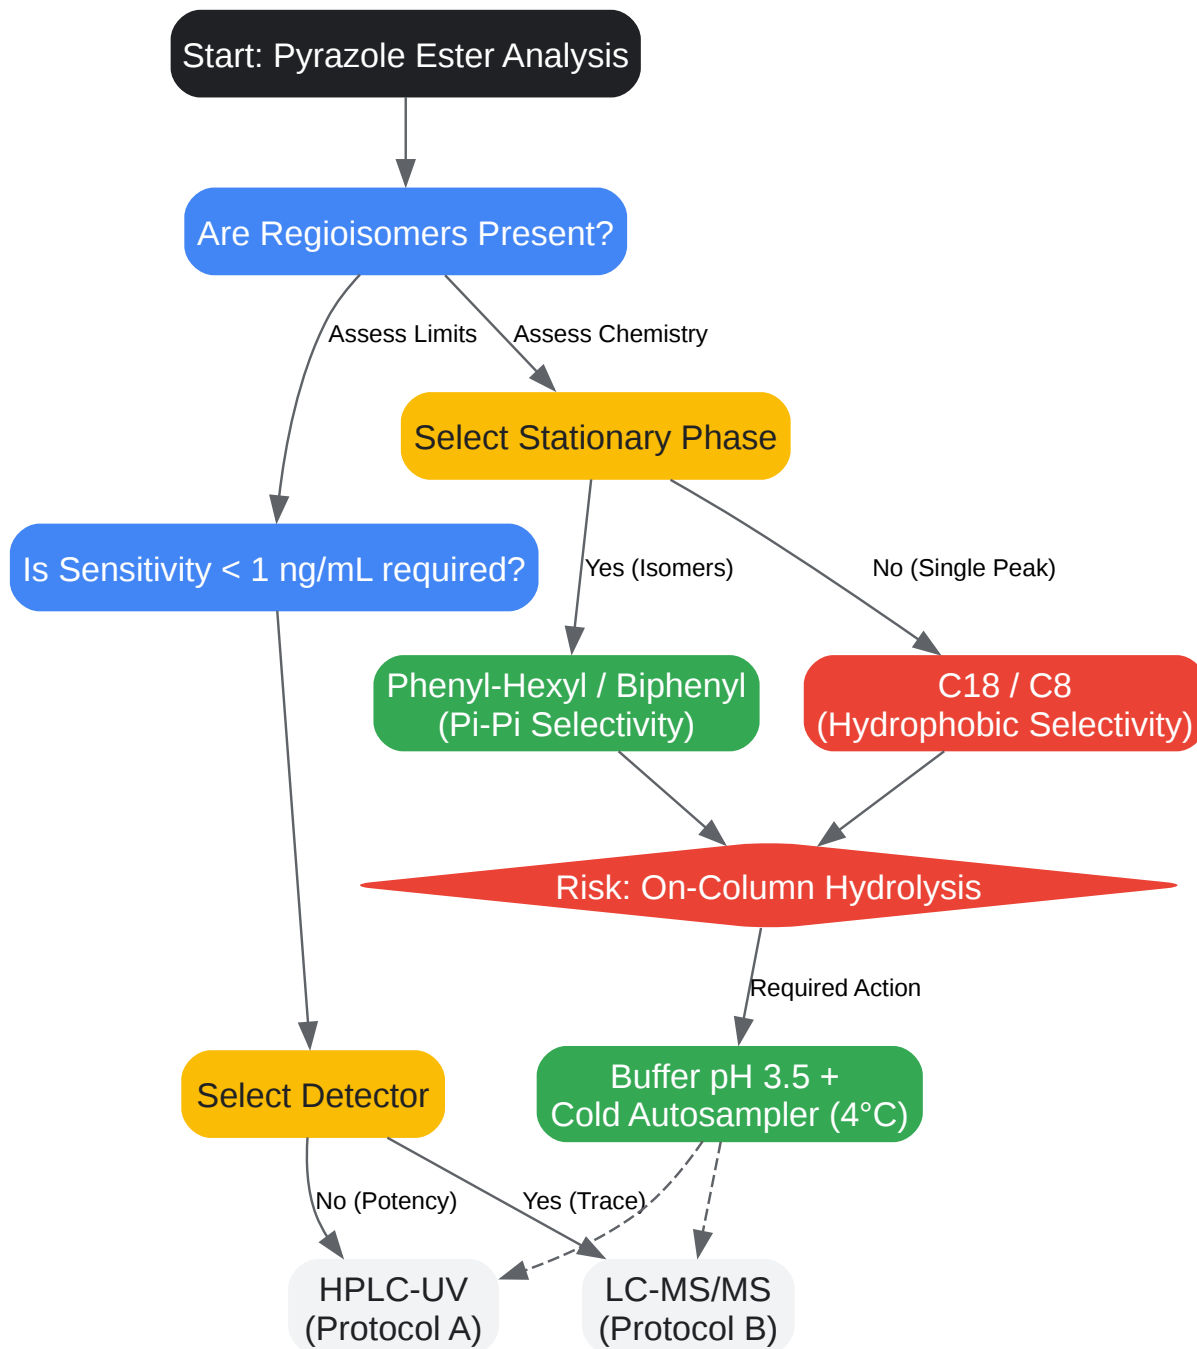 Start: Pyrazole Ester Analysis
Are Regioisomers Present?
Assess Limits
Assess Chemistry
Select Stationary Phase
Is Sensitivity < 1 ng/mL required?
Yes (Isomers)
No (Single Peak)
Phenyl-Hexyl / Biphenyl
(Pi-Pi Selectivity)
C18 / C8
(Hydrophobic Selectivity)
Risk: On-Column Hydrolysis
Required Action
Select Detector
Buffer pH 3.5 +
Cold Autosampler (4°C)
No (Potency)
Yes (Trace)
HPLC-UV
(Protocol A)
LC-MS/MS
(Protocol B)